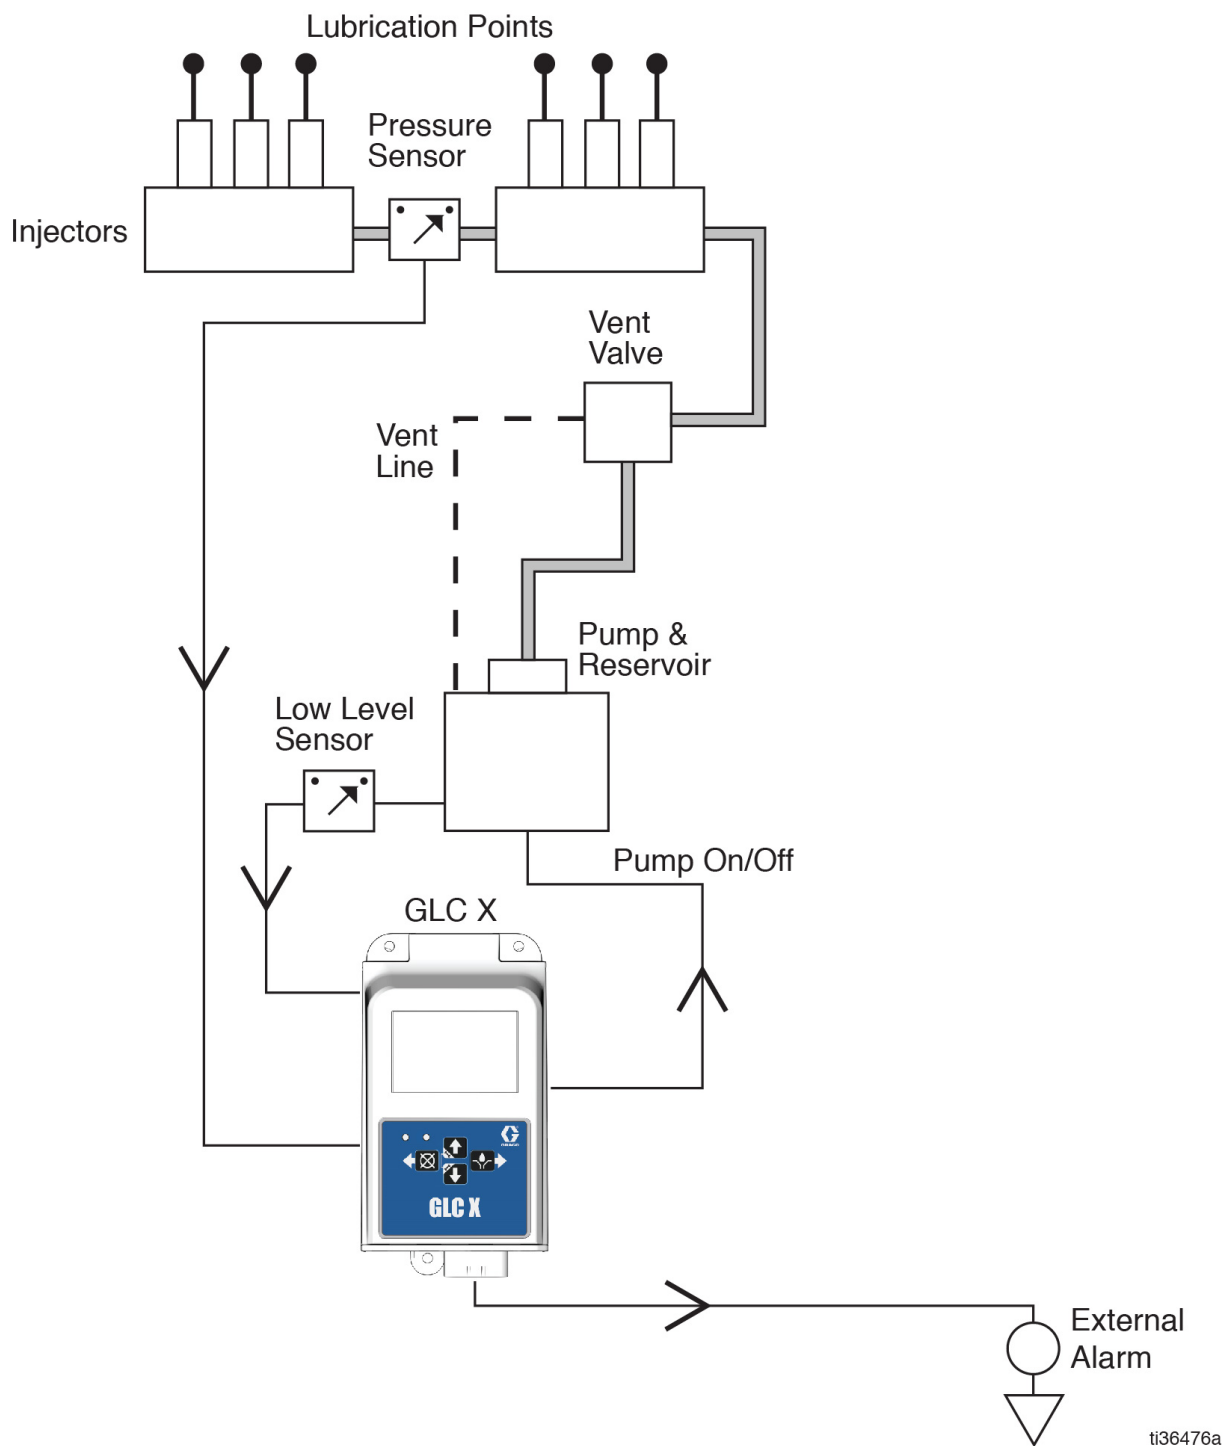 Lubrication Points
Pressure
Sensor
Injectors
Vent
Valve
Vent
Line
Pump &
Reservoir
Low Level
Sensor
Pump On/Off
GLC X
GRACO
GLC X
External
Alarm
ti36476a